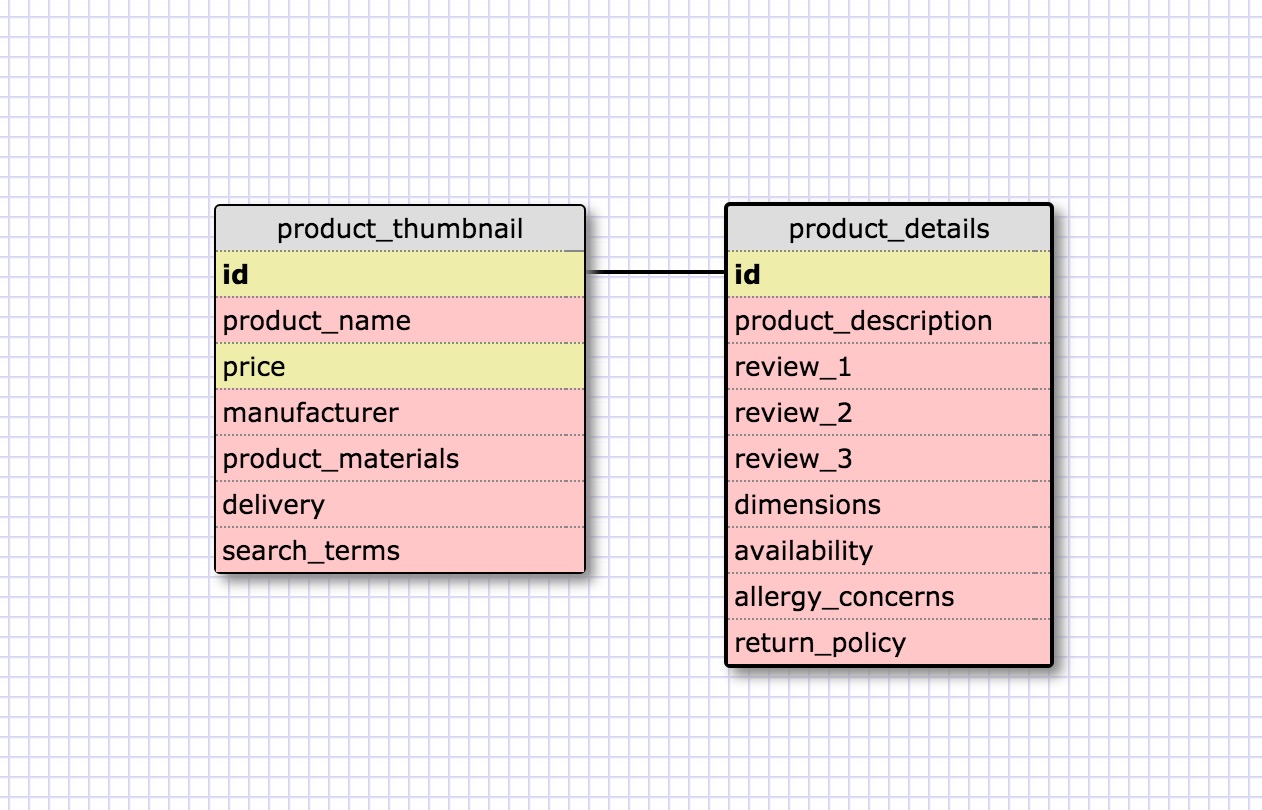 product_thumbnail
id
product_name
price
manufacturer
product_materials
delivery
search_terms
product_details
id
product_description
review_1
review_2
review_3
dimensions
availability
allergy_concerns
return_policy